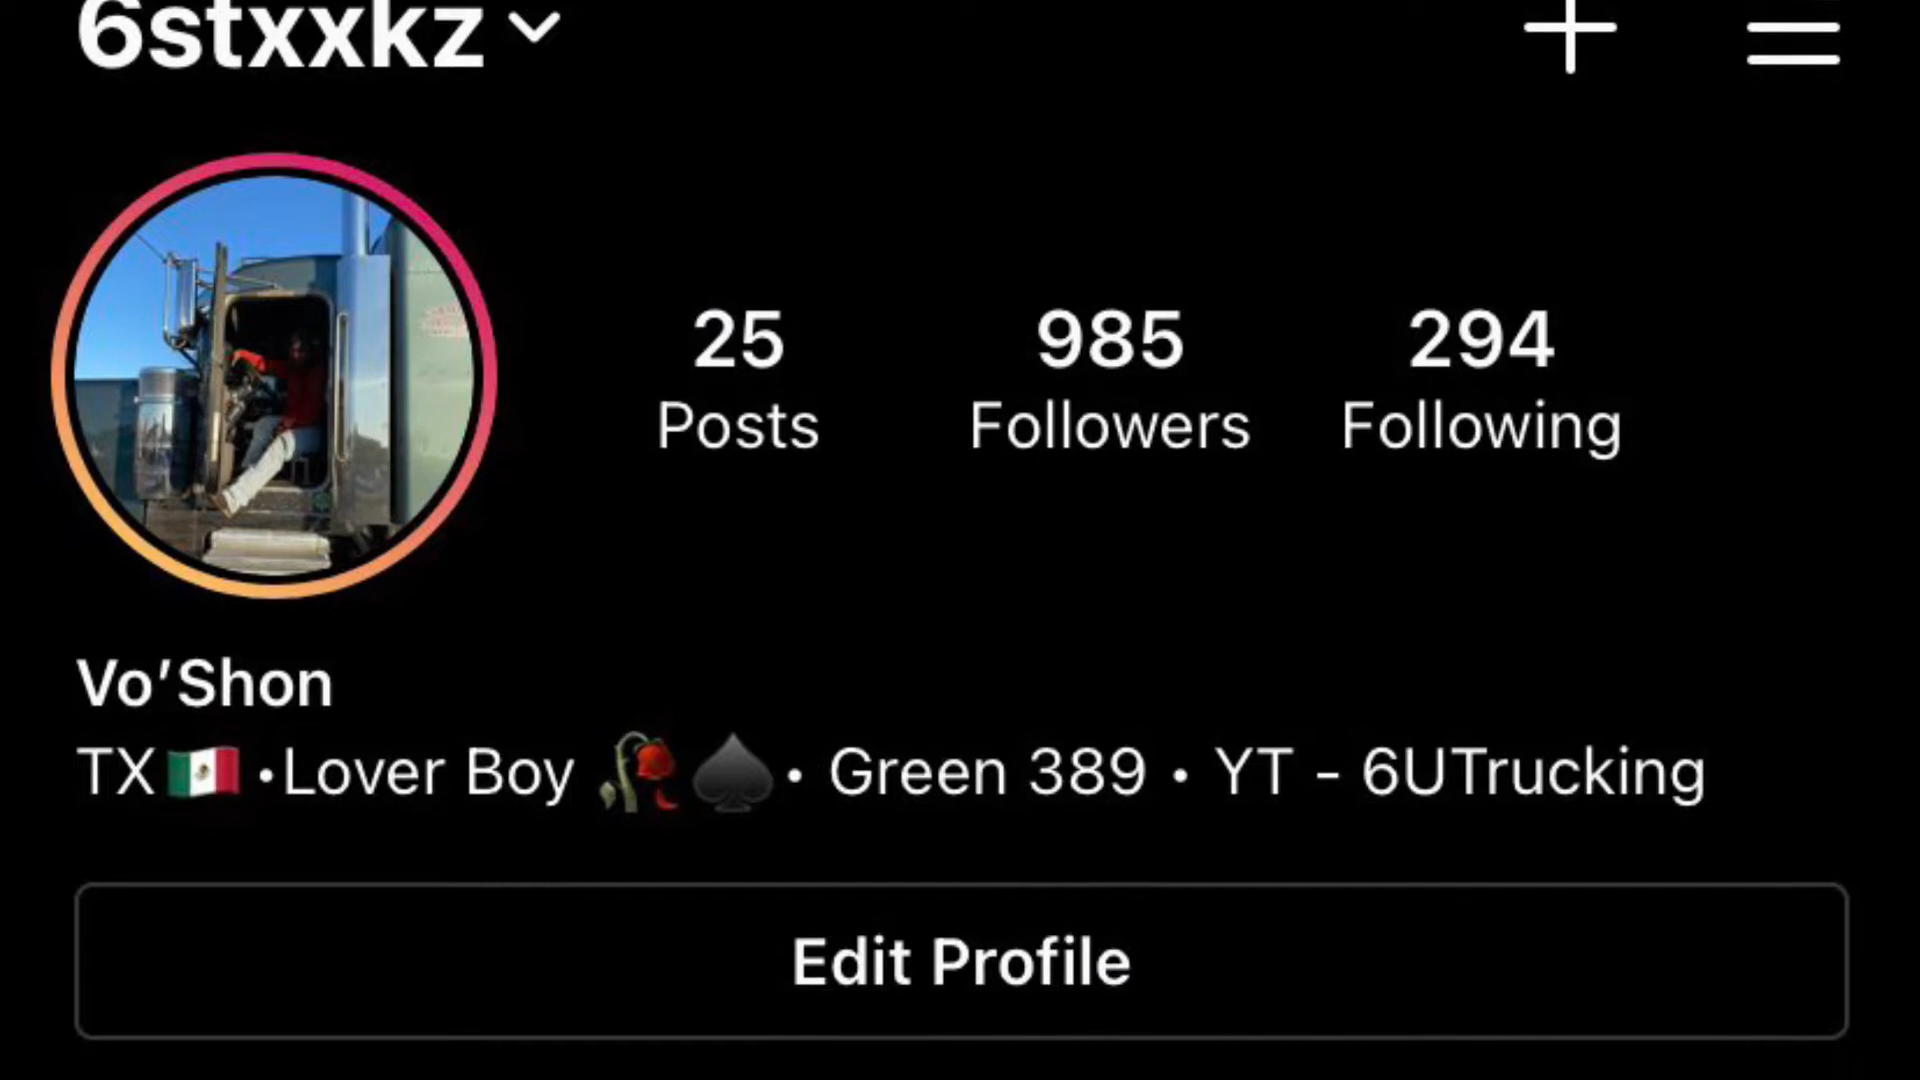 6stxxkz
25 985 294
Posts Followers Following
Vo'Shon
TX🇲🇽 •Lover Boy 🥀♠️• Green 389 • YT - 6UTrucking
Edit Profile